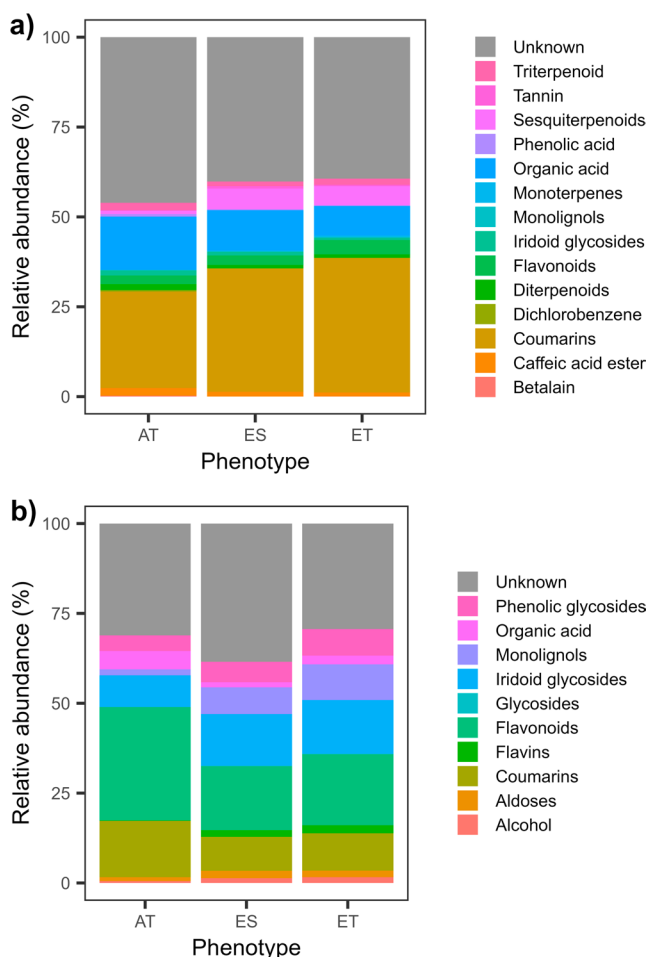 a)
Relative abundance (%)
100
75
50
25
0
AT
ES
ET
Phenotype
Unknown
Triterpenoid
Tannin
Sesquiterpenoids
Phenolic acid
Organic acid
Monoterpenes
Monolignols
Iridoid glycosides
Flavonoids
Diterpenoids
Dichlorobenzene
Coumarins
Caffeic acid ester
Betalain
b)
Relative abundance (%)
100
75
50
25
0
AT
ES
ET
Phenotype
Unknown
Phenolic glycosides
Organic acid
Monolignols
Iridoid glycosides
Glycosides
Flavonoids
Flavins
Coumarins
Aldoses
Alcohol